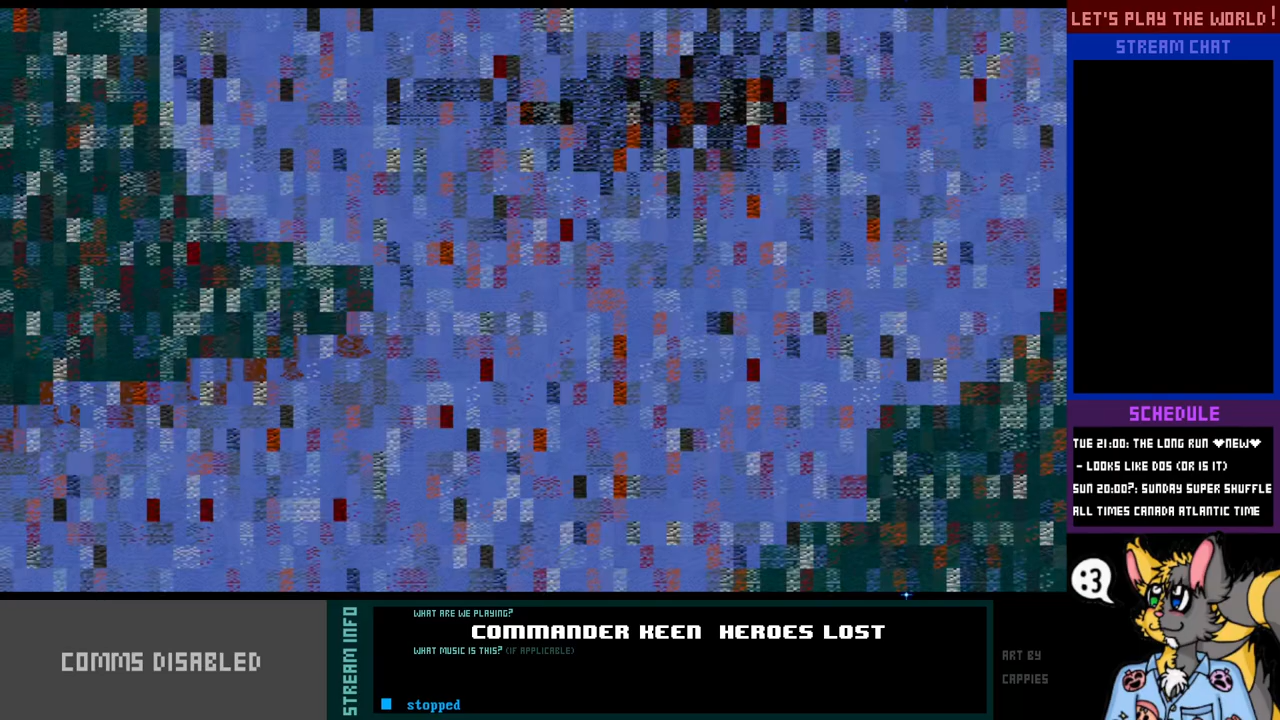 LET'S PLAY THE WORLD!
STREAM CHAT
SCHEDULE
TUE 21:00: THE LONG RUN ♥NEW♥
- LOOKS LIKE DOS (OR IS IT)
SUN 20:00?: SUNDAY SUPER SHUFFLE
ALL TIMES CANADA ATLANTIC TIME
:3
COMMS DISABLED
STREAM INFO
WHAT ARE WE PLAYING?
COMMANDER KEEN HEROES LOST
WHAT MUSIC IS THIS? (IF APPLICABLE)
stopped
ART BY
CAPPIES